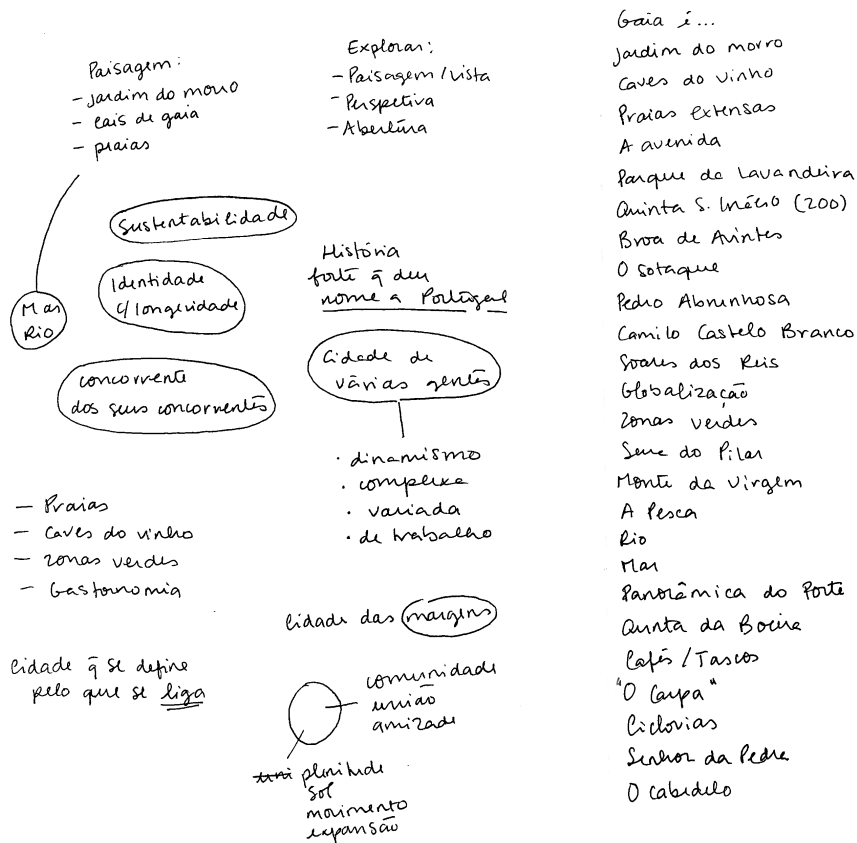 Paisagem:
- Jardim do morro
- cais de gaia
- praias
Mar
Rio
Explorar:
- Paisagem/vista
- Perspetiva
- Abertura
Sustentabilidade
Identidade
c/ longevidade
concorrente
dos seus concorrentes
História
forte q̃ deu
nome a Portugal
Cidade de
várias gentes
· dinamismo
· complexa
· variada
· de trabalho
- Praias
- Caves do vinho
- zonas verdes
- Gastronomia
Cidade q̃ se define
pelo que se liga
Cidade das margens
comunidade
união
amizade
plenitude
sol
movimento
expansão
Gaia é...
Jardim do morro
Caves do vinho
Praias extensas
A avenida
Parque da Lavandeira
Quinta S. Inácio (zoo)
Broa de Avintes
O sotaque
Pedro Abrunhosa
Camilo Castelo Branco
Soares dos Reis
Globalização
Zonas verdes
Serra do Pilar
Monte da Virgem
A Pesca
Rio
Mar
Panorâmica do Porto
Quinta da Boeira
Cafés / Tascos
"O Carpa"
Ciclovias
Senhor da Pedra
O cabedelo